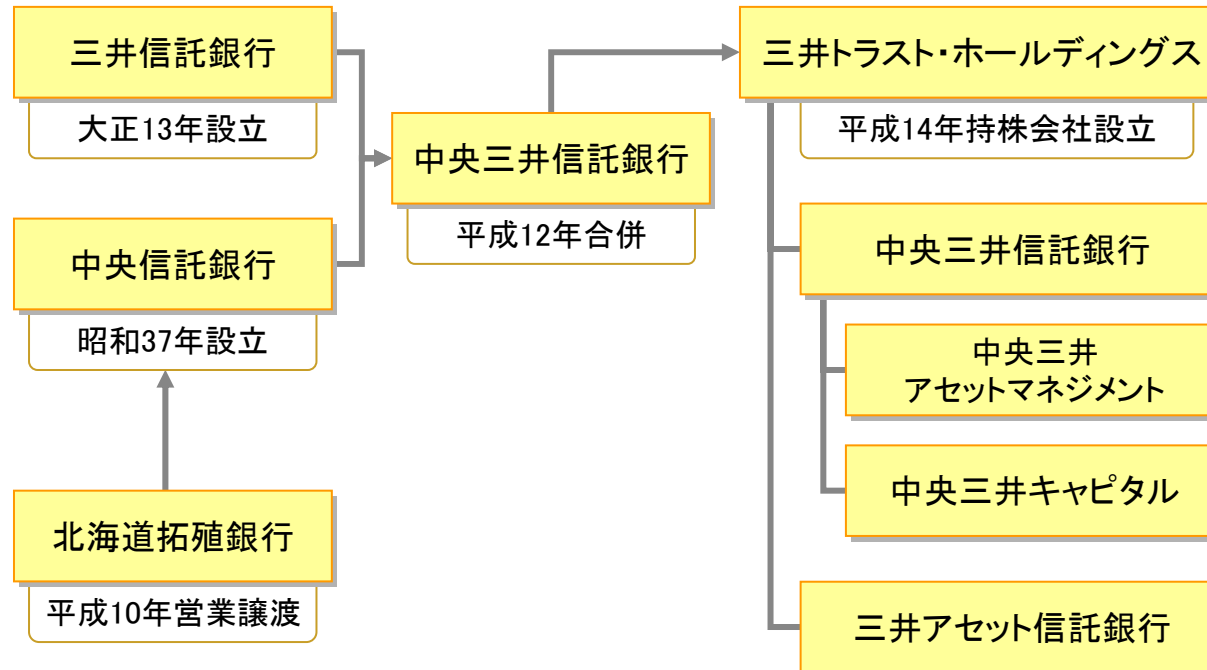 三井信託銀行
大正13年設立
中央信託銀行
昭和37年設立
北海道拓殖銀行
平成10年営業譲渡
中央三井信託銀行
平成12年合併
三井トラスト・ホールディングス
平成14年持株会社設立
中央三井信託銀行
中央三井
アセットマネジメント
中央三井キャピタル
三井アセット信託銀行